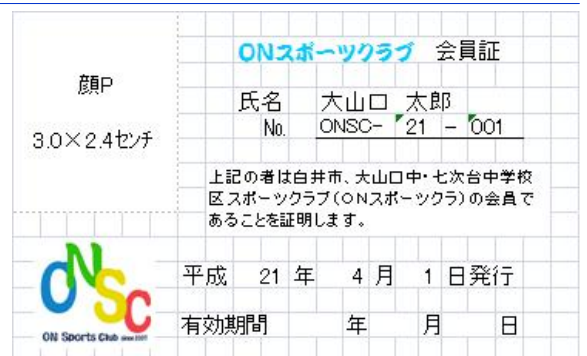 ONスポーツクラブ 会員証
顔P
3.0×2.4センチ
氏名 大山口 太郎
No. ONSC- 21 - 001
上記の者は白井市、大山口中・七次台中学校
区スポーツクラブ(ONスポーツクラ)の会員で
あることを証明します。
ONSC
ON Sports Club since 2007
平成 21 年 4 月 1 日発行
有効期間 年 月 日